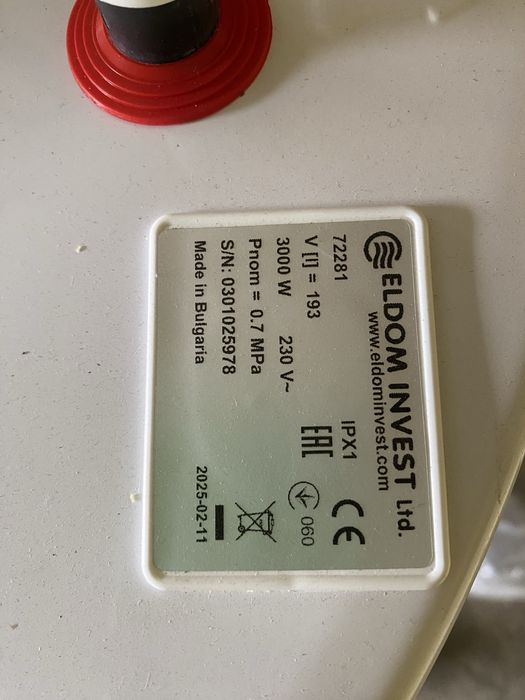 ELDOM INVEST Ltd.
www.eldominvest.com
72281 IPX1
V [l] = 193
3000 W 230 V~
Pnom = 0.7 MPa
S/N: 0301025978
Made in Bulgaria 2025-02-11
EAC
CE
060